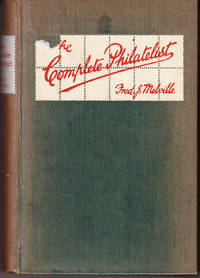 The
Complete Philatelist
Fred. J. Melville